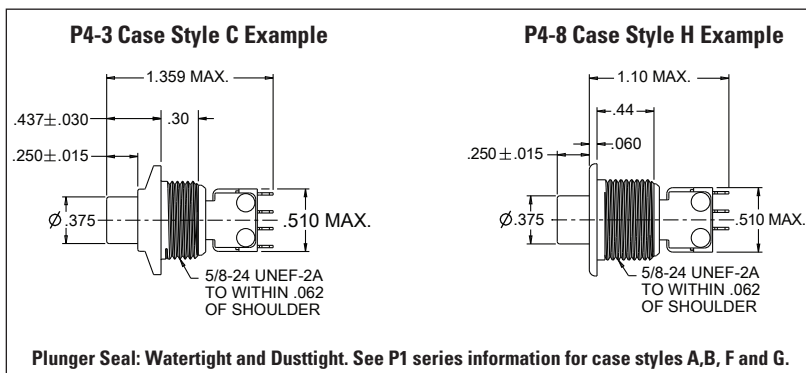 P4-3 Case Style C Example
1.359 MAX.
.437±.030
.30
.250±.015
Ø.375
.510 MAX.
5/8-24 UNEF-2A
TO WITHIN .062
OF SHOULDER
P4-8 Case Style H Example
1.10 MAX.
.44
.060
.250±.015
Ø.375
.510 MAX.
5/8-24 UNEF-2A
TO WITHIN .062
OF SHOULDER
Plunger Seal: Watertight and Dusttight. See P1 series information for case styles A,B, F and G.